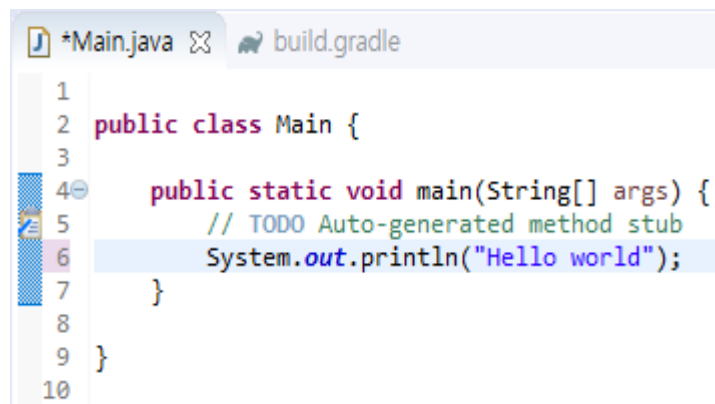 *Main.java build.gradle
1
2 public class Main {
3
4 public static void main(String[] args) {
5 // TODO Auto-generated method stub
6 System.out.println("Hello world");
7 }
8
9 }
10